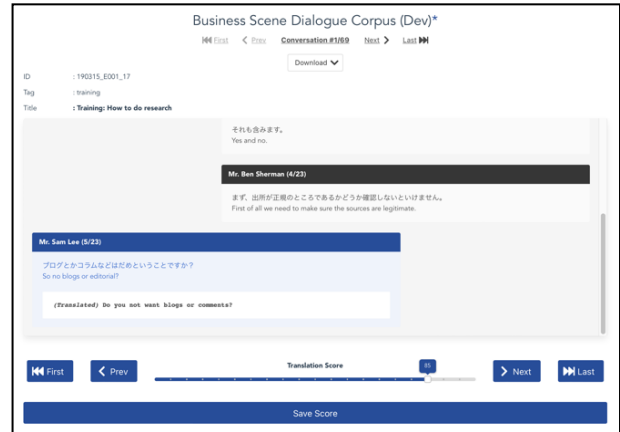 Business Scene Dialogue Corpus (Dev)*
First Prev Conversation #1/69 Next Last
Download
ID : 190315_E001_17
Tag : training
Title : Training: How to do research
それも含みます。
Yes and no.
Mr. Ben Sherman (4/23)
まず、出所が正規のところであるかどうか確認しないといけません。
First of all we need to make sure the sources are legitimate.
Mr. Sam Lee (5/23)
ブログとかコラムなどはだめということですか？
So no blogs or editorial?
(Translated) Do you not want blogs or comments?
First Prev Translation Score 85 Next Last
Save Score